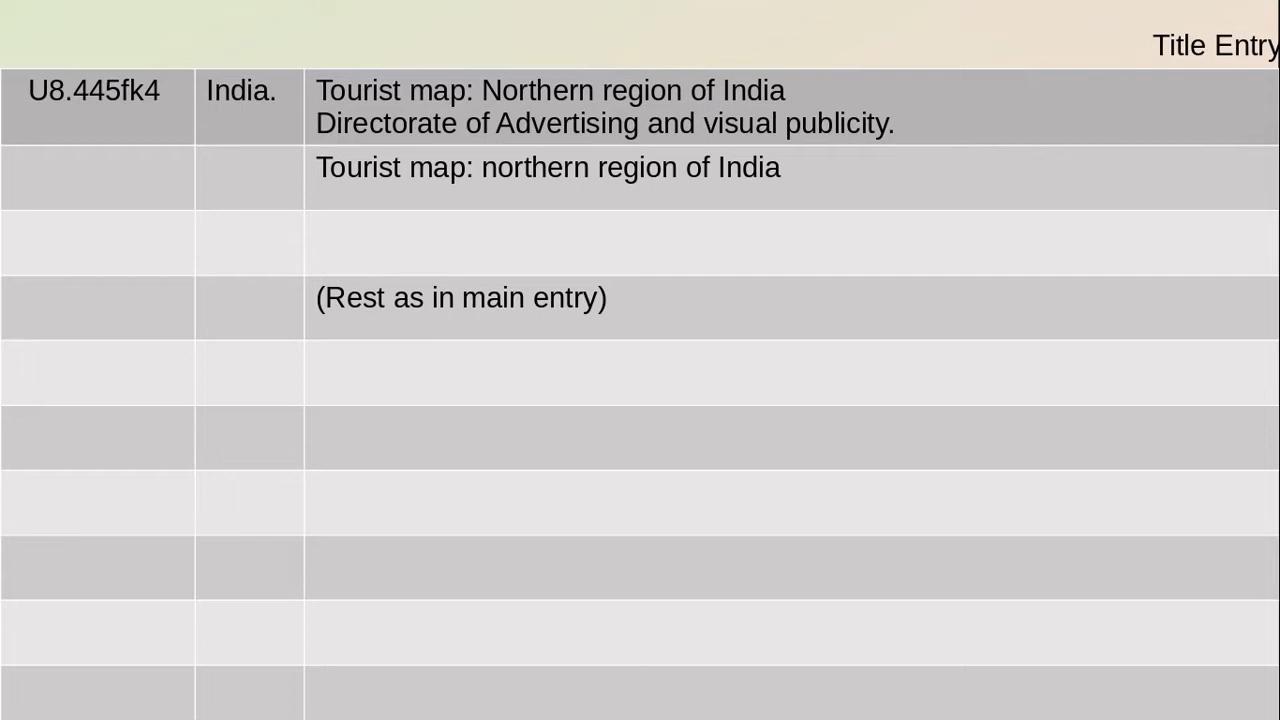 Title Entry
U8.445fk4 India. Tourist map: Northern region of India
Directorate of Advertising and visual publicity.
Tourist map: northern region of India
(Rest as in main entry)